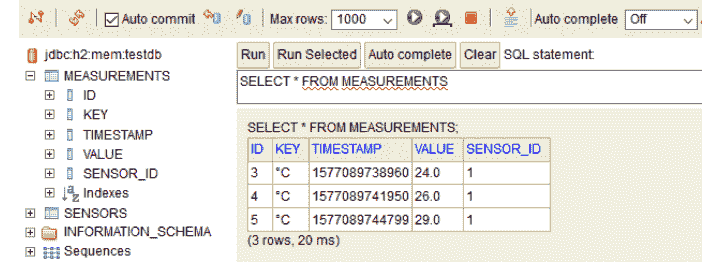 Auto commit Max rows: 1000 Auto complete Off
jdbc:h2:mem:testdb
MEASUREMENTS
ID
KEY
TIMESTAMP
VALUE
SENSOR_ID
Indexes
SENSORS
INFORMATION_SCHEMA
Sequences
Run Run Selected Auto complete Clear SQL statement:
SELECT * FROM MEASUREMENTS
SELECT * FROM MEASUREMENTS;
ID KEY TIMESTAMP VALUE SENSOR_ID
3 °C 1577089738960 24.0 1
4 °C 1577089741950 26.0 1
5 °C 1577089744799 29.0 1
(3 rows, 20 ms)